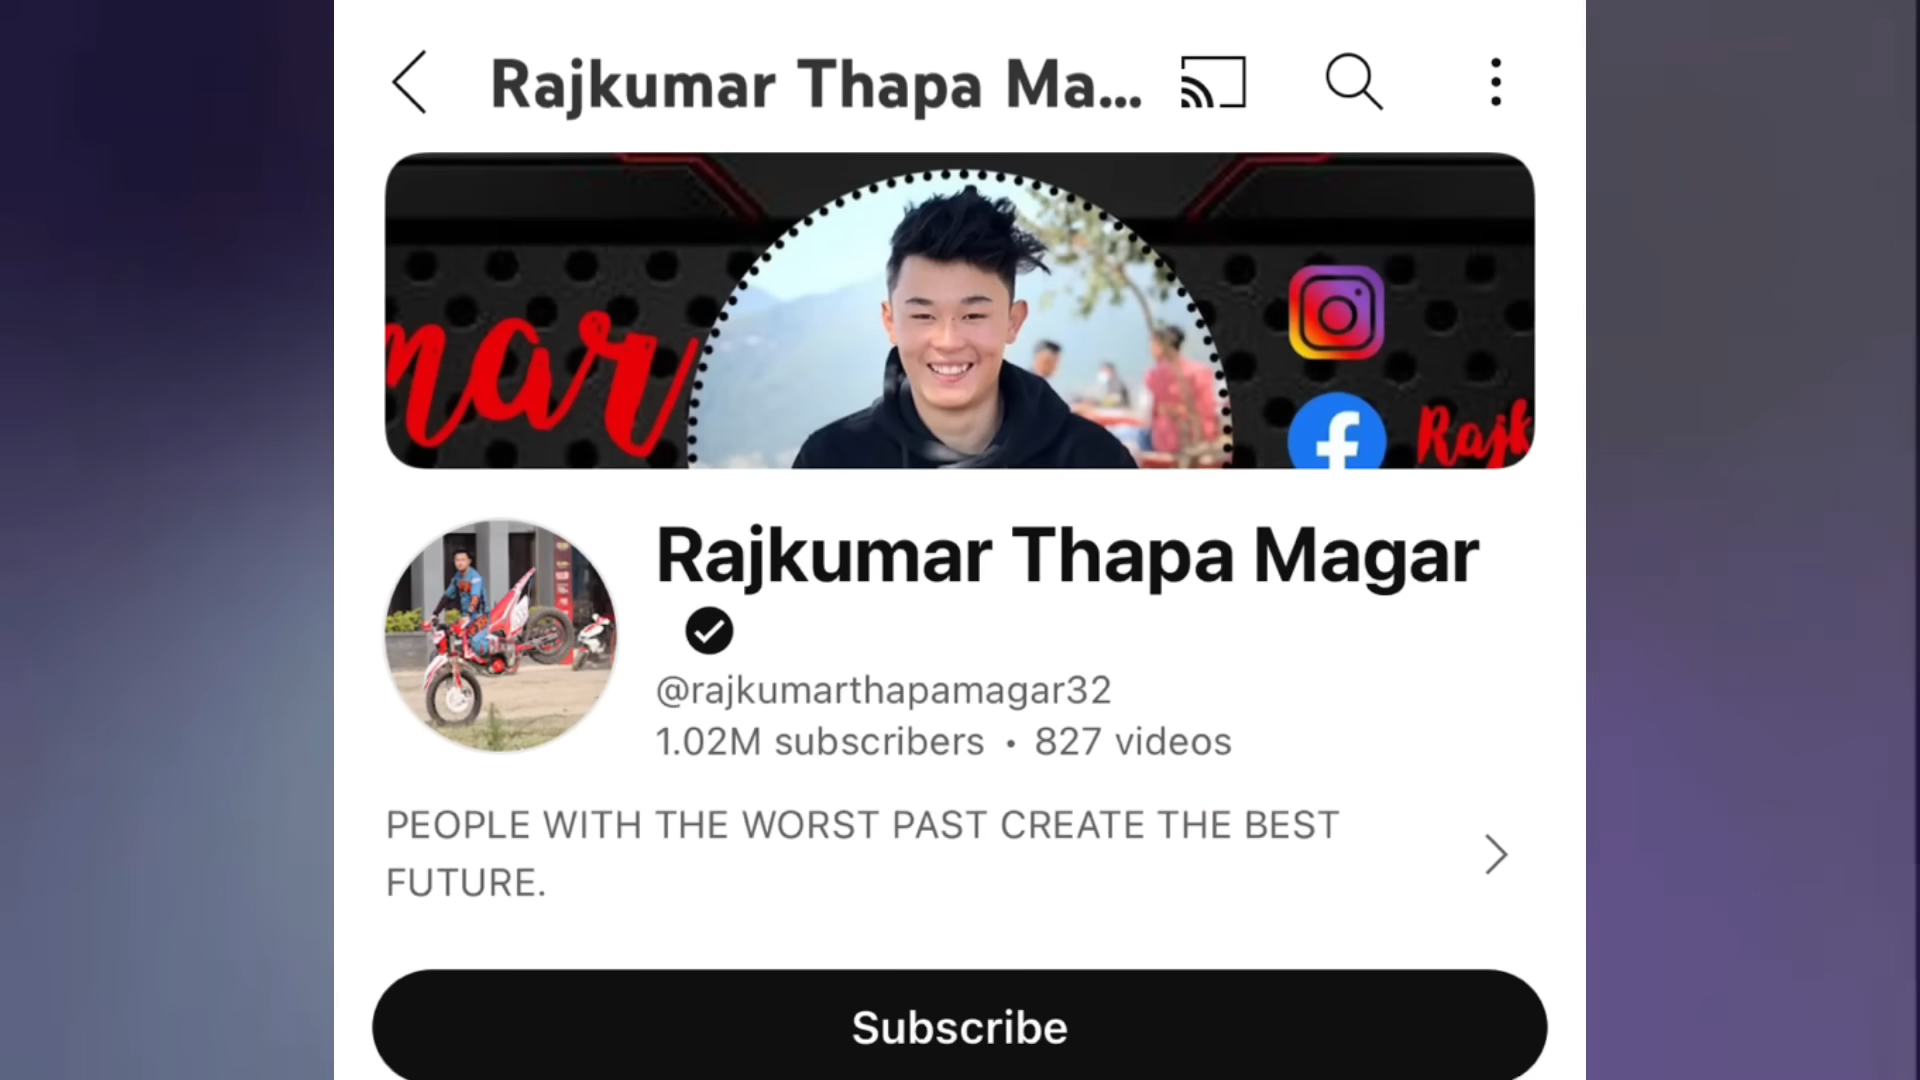 Rajkumar Thapa Ma...
mar
Rajk
Rajkumar Thapa Magar
@rajkumarthapamagar32
1.02M subscribers • 827 videos
PEOPLE WITH THE WORST PAST CREATE THE BEST
FUTURE.
Subscribe